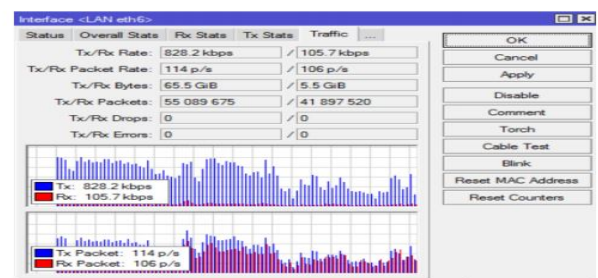 Interface <LAN eth6>
Status Overall Stats Rx Stats Tx Stats Traffic ...
Tx/Rx Rate: 828.2 kbps / 105.7 kbps
Tx/Rx Packet Rate: 114 p/s / 106 p/s
Tx/Rx Bytes: 65.5 GiB / 5.5 GiB
Tx/Rx Packets: 55 089 675 / 41 897 520
Tx/Rx Drops: 0 / 0
Tx/Rx Errors: 0 / 0
Tx: 828.2 kbps
Rx: 105.7 kbps
Tx Packet: 114 p/s
Rx Packet: 106 p/s
OK
Cancel
Apply
Disable
Comment
Torch
Cable Test
Blink
Reset MAC Address
Reset Counters